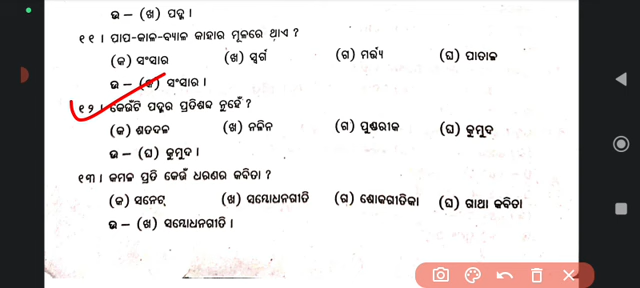 ଉ – (ଖ) ପଦ୍ମ ।
୧୧। ପାପ-କାଳ-ବ୍ୟାଳ କାହାର ମୂଳରେ ଥାଏ ?
(କ) ସଂସାର (ଖ) ସ୍ୱର୍ଗ (ଗ) ମର୍ତ୍ତ୍ୟ (ଘ) ପାତାଳ
ଉ – (କ) ସଂସାର ।
୧୨। କେଉଁଟି ପଦ୍ମର ପ୍ରତିଶବ୍ଦ ନୁହେଁ ?
(କ) ଶତଦଳ (ଖ) ନଳିନ (ଗ) ପୁଣ୍ଡରୀକ (ଘ) କୁମୁଦ
ଉ – (ଘ) କୁମୁଦ ।
୧୩। କମଳ ପ୍ରତି କେଉଁ ଧରଣର କବିତା ?
(କ) ସନେଟ୍ (ଖ) ସମ୍ବୋଧନଗୀତି (ଗ) ଶୋକଗୀତିକା (ଘ) ଗାଥା କବିତା
ଉ – (ଖ) ସମ୍ବୋଧନଗୀତି ।